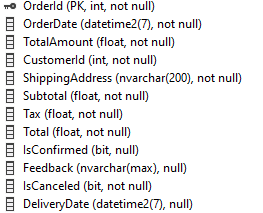 OrderId (PK, int, not null)
OrderDate (datetime2(7), not null)
TotalAmount (float, not null)
CustomerId (int, not null)
ShippingAddress (nvarchar(200), not null)
Subtotal (float, not null)
Tax (float, not null)
Total (float, not null)
IsConfirmed (bit, null)
Feedback (nvarchar(max), null)
IsCanceled (bit, not null)
DeliveryDate (datetime2(7), null)